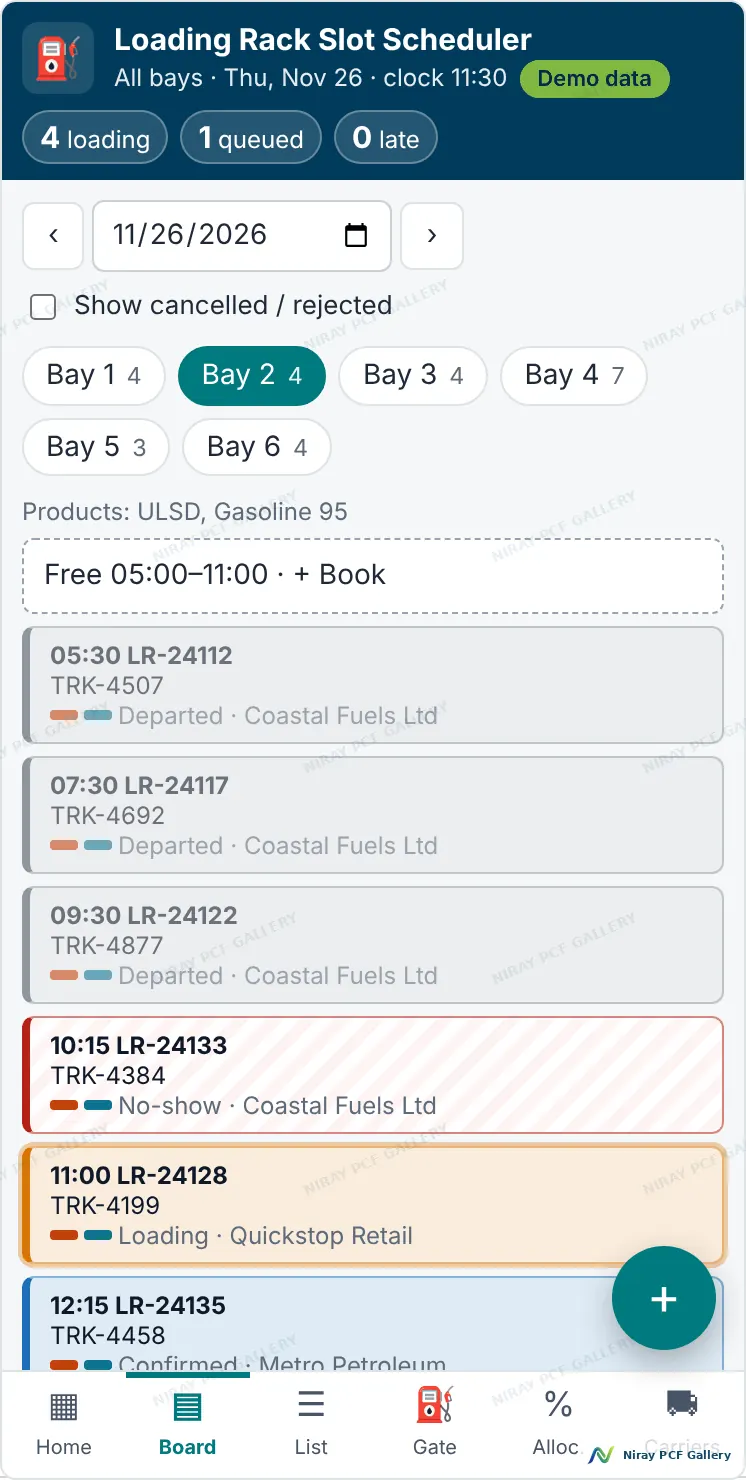 Loading Rack Slot Scheduler
All bays · Thu, Nov 26 · clock 11:30 Demo data
4 loading 1 queued 0 late
‹ 11/26/2026 ›
Show cancelled / rejected
Bay 1 4 Bay 2 4 Bay 3 4 Bay 4 7
Bay 5 3 Bay 6 4
Products: ULSD, Gasoline 95
Free 05:00–11:00 · + Book
05:30 LR-24112
TRK-4507
Departed · Coastal Fuels Ltd
07:30 LR-24117
TRK-4692
Departed · Coastal Fuels Ltd
09:30 LR-24122
TRK-4877
Departed · Coastal Fuels Ltd
10:15 LR-24133
TRK-4384
No-show · Coastal Fuels Ltd
11:00 LR-24128
TRK-4199
Loading · Quickstop Retail
12:15 LR-24135
TRK-4458
Confirmed · Metro Petroleum
+
Home Board List Gate % Alloc. Carriers
Niray PCF Gallery
NIRAY PCF GALLERY